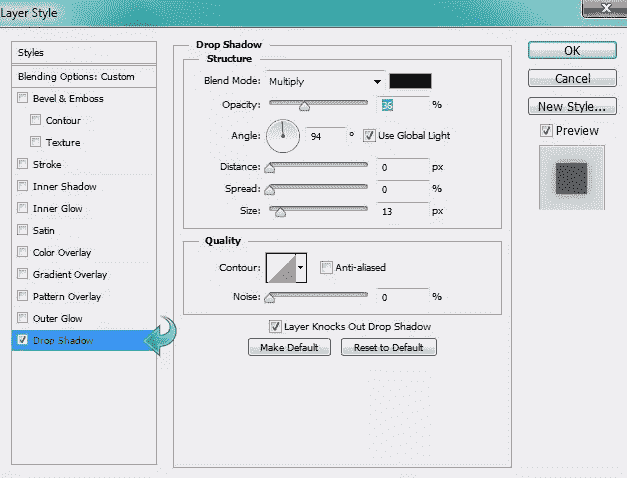 Layer Style
X
Styles
Blending Options: Custom
Bevel & Emboss
Contour
Texture
Stroke
Inner Shadow
Inner Glow
Satin
Color Overlay
Gradient Overlay
Pattern Overlay
Outer Glow
Drop Shadow
Drop Shadow
Structure
Blend Mode: Multiply
Opacity: 36 %
Angle: 94 ° Use Global Light
Distance: 0 px
Spread: 0 %
Size: 13 px
Quality
Contour: Anti-aliased
Noise: 0 %
Layer Knocks Out Drop Shadow
Make Default Reset to Default
OK
Cancel
New Style...
Preview